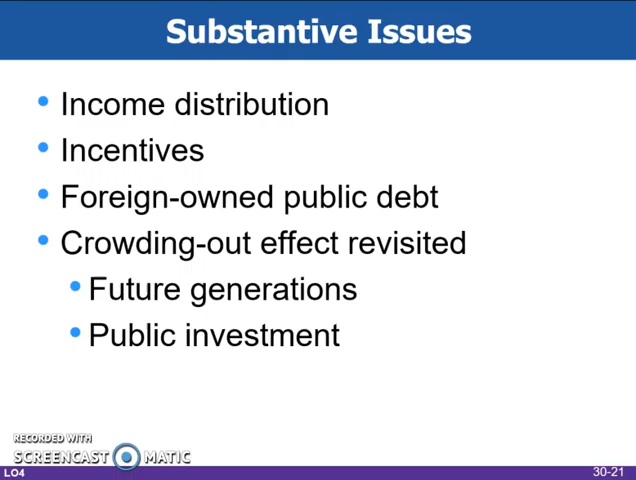 Substantive Issues
• Income distribution
• Incentives
• Foreign-owned public debt
• Crowding-out effect revisited
• Future generations
• Public investment
RECORDED WITH
SCREENCAST MATIC
LO4
30-21